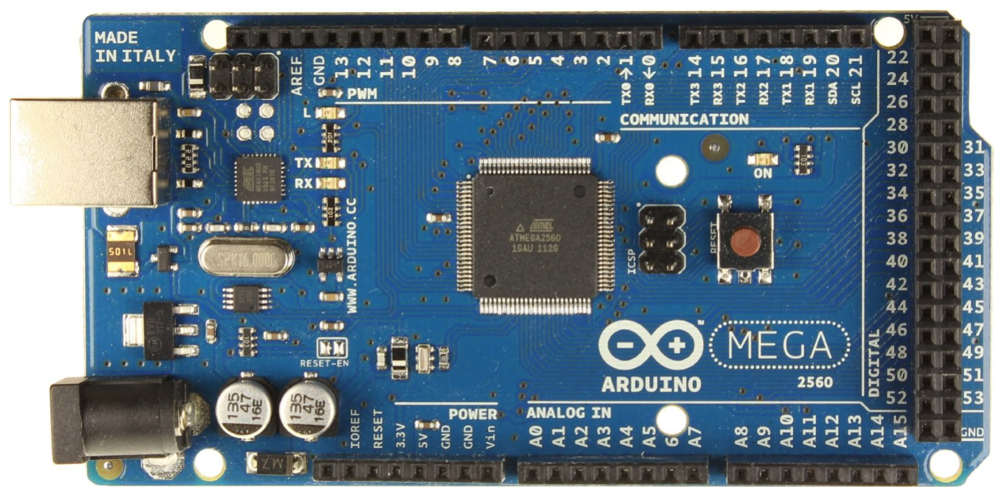 MADE
IN ITALY
AREF
GND
13
12
11
10
9
8
7
6
5
4
3
2
TX0→1
RX0←0
TX3 14
RX3 15
TX2 16
RX2 17
TX1 18
RX1 19
SDA 20
SCL 21
5V
PWM
COMMUNICATION
L
TX
RX
ON
22
24
26
28
30 31
32 33
34 35
36 37
38 39
40 41
42 43
44 45
46 47
48 49
50 51
52 53
GND
DIGITAL
WWW.ARDUINO.CC
ATMEL
ATMEGA2560
16AU 1126
ICSP
RESET
RESET-EN
ARDUINO
MEGA
2560
TM
135
47
16E
135
47
16E
POWER
ANALOG IN
IOREF
RESET
3.3V
5V
GND
GND
Vin
A0
A1
A2
A3
A4
A5
6
A7
A8
A9
A10
A11
A12
A13
A14
A15
M7